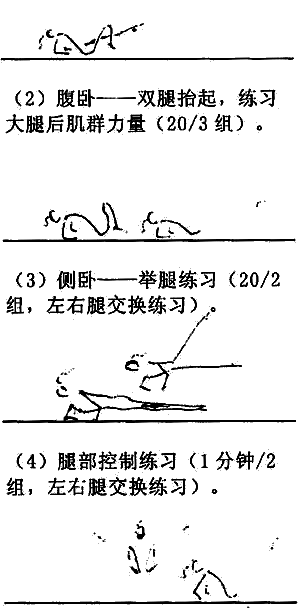 （2）腹卧——双腿抬起，练习
大腿后肌群力量（20/3 组）。
（3）侧卧——举腿练习（20/2
组，左右腿交换练习）。
（4）腿部控制练习（1 分钟/2
组，左右腿交换练习）。